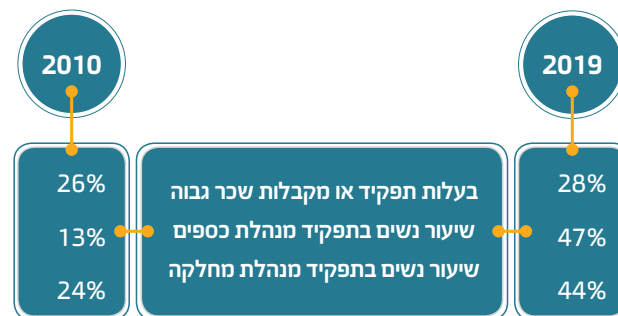 2019
2010
בעלות תפקיד או מקבלות שכר גבוה
שיעור נשים בתפקיד מנהלת כספים
שיעור נשים בתפקיד מנהלת מחלקה
28%
47%
44%
26%
13%
24%